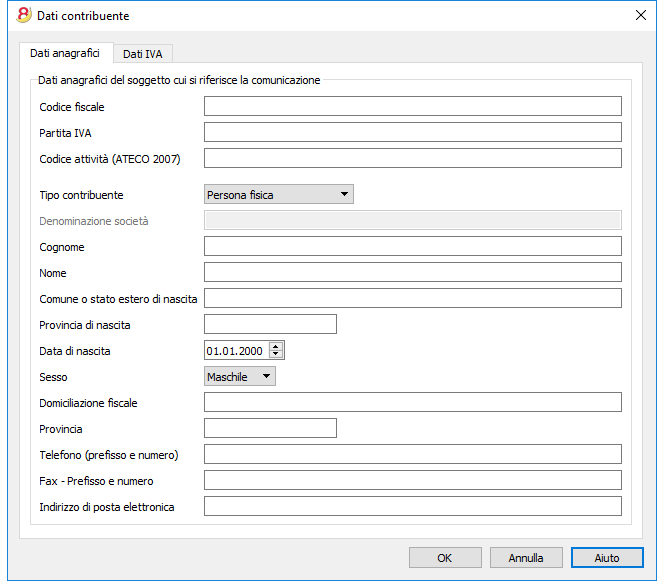 Dati contribuente
Dati anagrafici
Dati IVA
Dati anagrafici del soggetto cui si riferisce la comunicazione
Codice fiscale
Partita IVA
Codice attività (ATECO 2007)
Tipo contribuente
Persona fisica
Denominazione società
Cognome
Nome
Comune o stato estero di nascita
Provincia di nascita
Data di nascita
01.01.2000
Sesso
Maschile
Domiciliazione fiscale
Provincia
Telefono (prefisso e numero)
Fax - Prefisso e numero
Indirizzo di posta elettronica
OK
Annulla
Aiuto